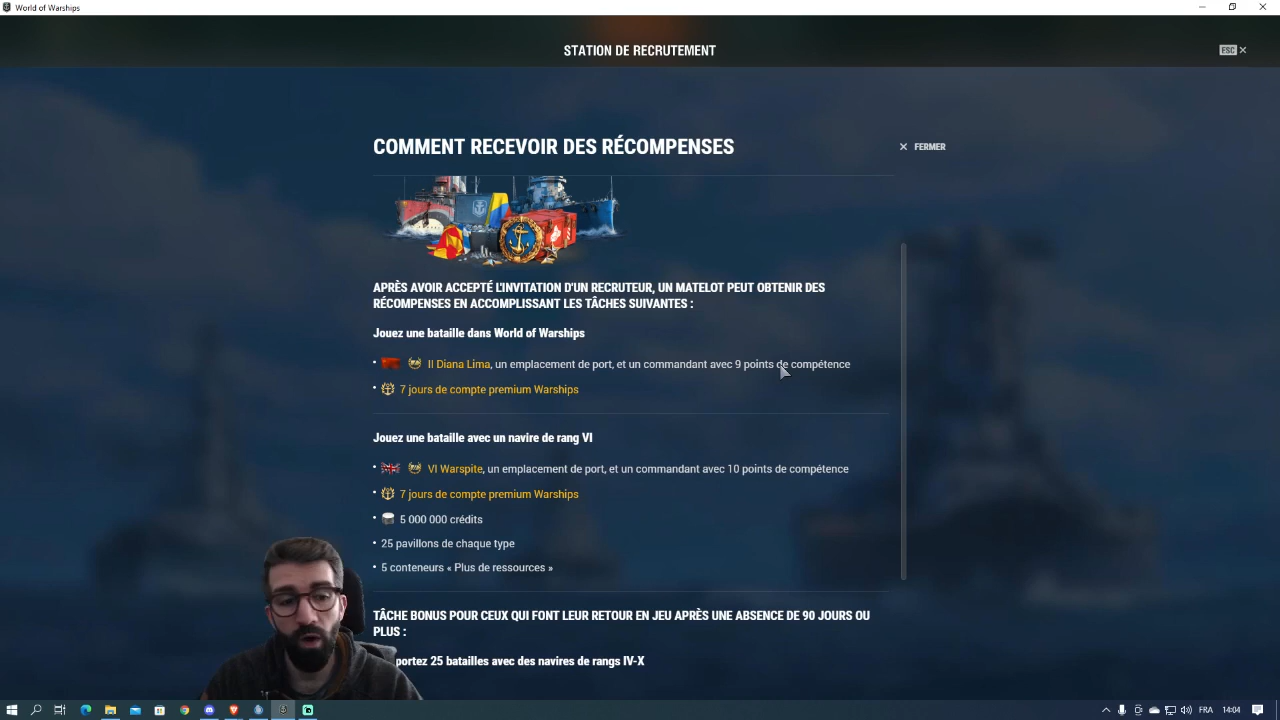 World of Warships
STATION DE RECRUTEMENT
ESC
COMMENT RECEVOIR DES RÉCOMPENSES
FERMER
APRÈS AVOIR ACCEPTÉ L'INVITATION D'UN RECRUTEUR, UN MATELOT PEUT OBTENIR DES
RÉCOMPENSES EN ACCOMPLISSANT LES TÂCHES SUIVANTES :
Jouez une bataille dans World of Warships
• II Diana Lima, un emplacement de port, et un commandant avec 9 points de compétence
• 7 jours de compte premium Warships
Jouez une bataille avec un navire de rang VI
• VI Warspite, un emplacement de port, et un commandant avec 10 points de compétence
• 7 jours de compte premium Warships
• 5 000 000 crédits
• 25 pavillons de chaque type
• 5 conteneurs « Plus de ressources »
TÂCHE BONUS POUR CEUX QUI FONT LEUR RETOUR EN JEU APRÈS UNE ABSENCE DE 90 JOURS OU
PLUS :
portez 25 batailles avec des navires de rangs IV-X
FRA
14:04